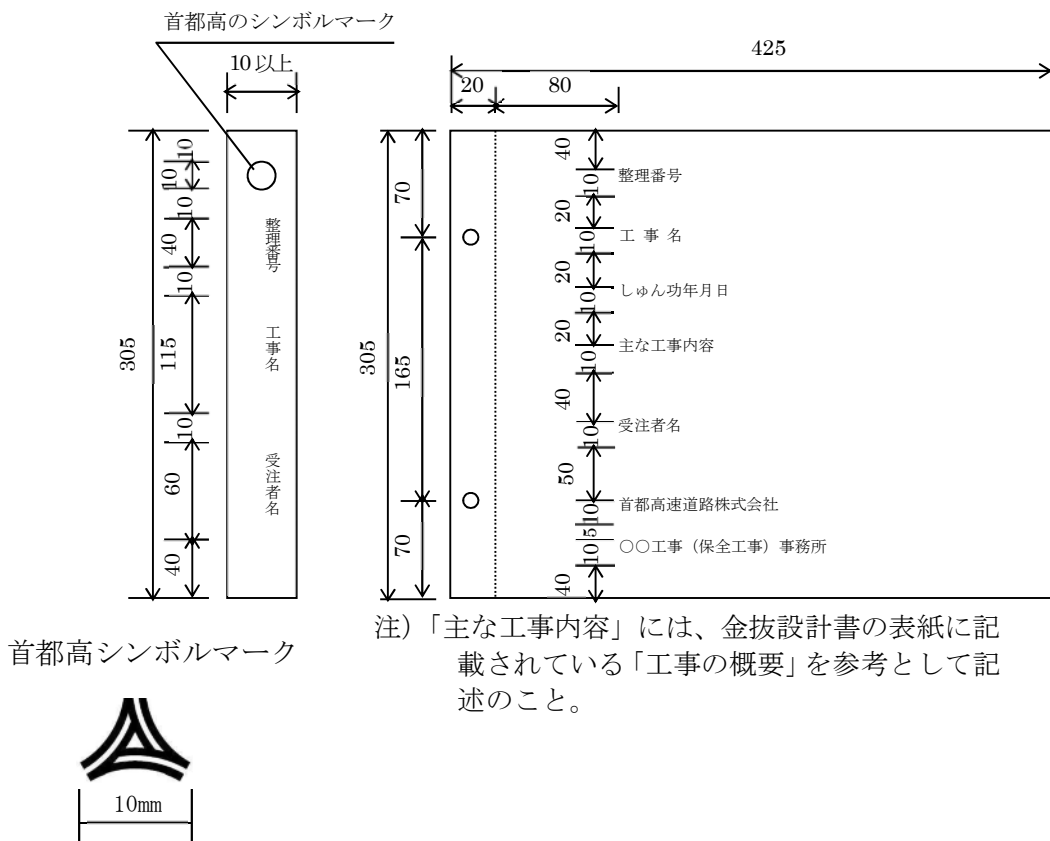 首都高のシンボルマーク
10以上
425
20
80
305
10
10
10
40
10
115
10
60
40
整理番号
工事名
受注者名
305
70
165
70
40
10
20
10
20
10
20
10
40
10
50
10
5
10
40
整理番号
工 事 名
しゅん功年月日
主な工事内容
受注者名
首都高速道路株式会社
○○工事（保全工事）事務所
注）「主な工事内容」には、金抜設計書の表紙に記
載されている「工事の概要」を参考として記
述のこと。
首都高シンボルマーク
10mm